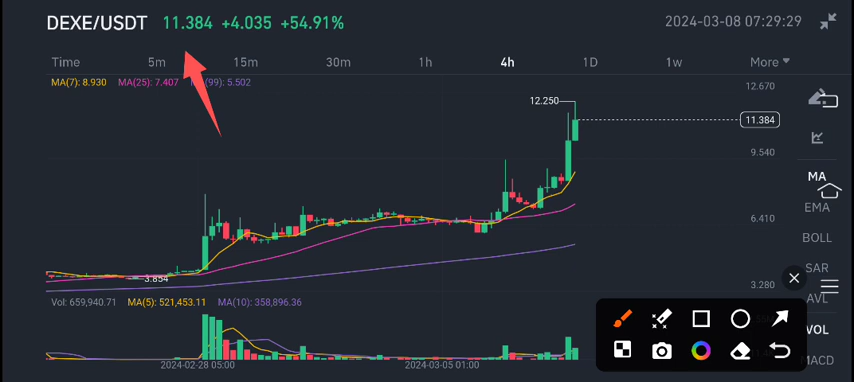 DEXE/USDT 11.384 +4.035 +54.91% 2024-03-08 07:29:29
Time 5m 15m 30m 1h 4h 1D 1w More
MA(7): 8.930 MA(25): 7.407 (99): 5.502
12.670
12.250
11.384
9.540
MA
EMA
6.410
BOLL
SAR
3.854
3.280
AVL
Vol: 659,940.71 MA(5): 521,453.11 MA(10): 358,896.36
VOL
MACD
2024-02-28 05:00 2024-03-05 01:00